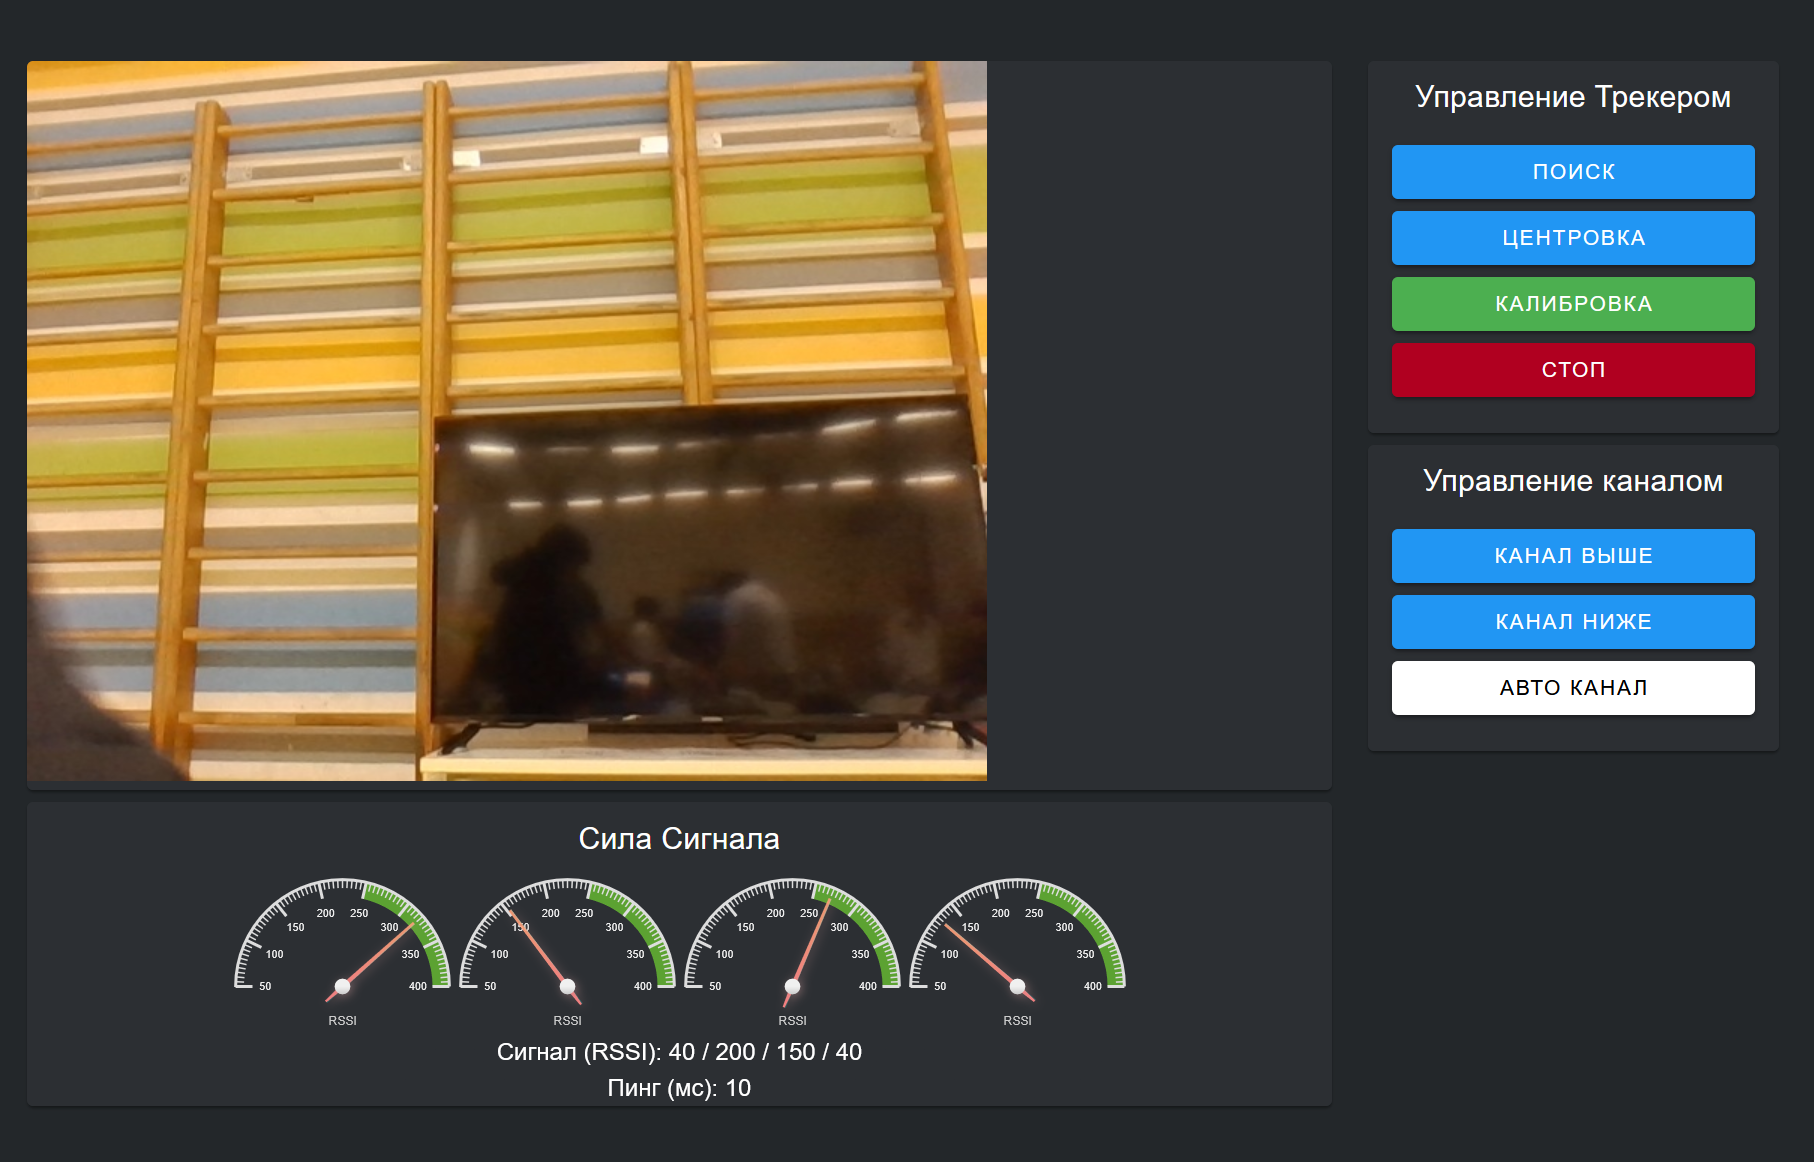 Управление Трекером
ПОИСК
ЦЕНТРОВКА
КАЛИБРОВКА
СТОП
Управление каналом
КАНАЛ ВЫШЕ
КАНАЛ НИЖЕ
АВТО КАНАЛ
Сила Сигнала
50 100 150 200 250 300 350 400
RSSI
50 100 150 200 250 300 350 400
RSSI
50 100 150 200 250 300 350 400
RSSI
50 100 150 200 250 300 350 400
RSSI
Сигнал (RSSI): 40 / 200 / 150 / 40
Пинг (мс): 10